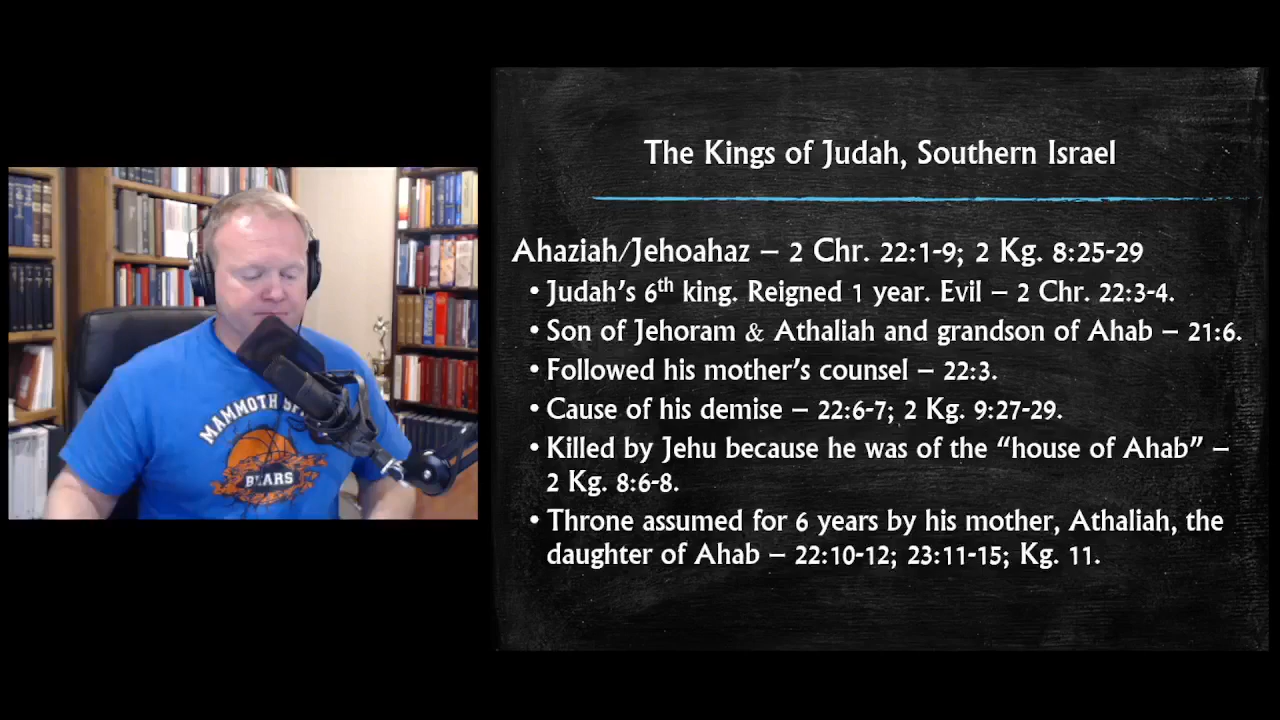 The Kings of Judah, Southern Israel
Ahaziah/Jehoahaz – 2 Chr. 22:1-9; 2 Kg. 8:25-29
• Judah's 6th king. Reigned 1 year. Evil – 2 Chr. 22:3-4.
• Son of Jehoram & Athaliah and grandson of Ahab – 21:6.
• Followed his mother's counsel – 22:3.
• Cause of his demise – 22:6-7; 2 Kg. 9:27-29.
• Killed by Jehu because he was of the “house of Ahab” –
2 Kg. 8:6-8.
• Throne assumed for 6 years by his mother, Athaliah, the
daughter of Ahab – 22:10-12; 23:11-15; Kg. 11.
MAMMOTH
BEARS